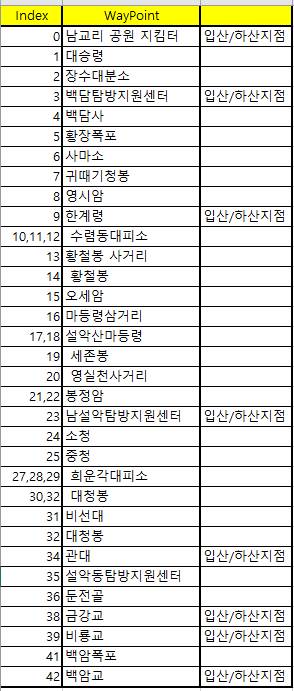 Index WayPoint
0 남교리 공원 지킴터 입산/하산지점
1 대승령
2 장수대분소
3 백담탐방지원센터 입산/하산지점
4 백담사
5 황장폭포
6 사마소
7 귀때기청봉
8 영시암
9 한계령 입산/하산지점
10,11,12 수렴동대피소
13 황철봉 사거리
14 황철봉
15 오세암
16 마등령삼거리
17,18 설악산마등령
19 세존봉
20 영실천사거리
21,22 봉정암
23 남설악탐방지원센터 입산/하산지점
24 소청
25 중청
27,28,29 희운각대피소
30,32 대청봉
31 비선대
32 대청봉
34 관대 입산/하산지점
35 설악동탐방지원센터
36 둔전골
38 금강교 입산/하산지점
39 비룡교 입산/하산지점
41 백암폭포
42 백암교 입산/하산지점